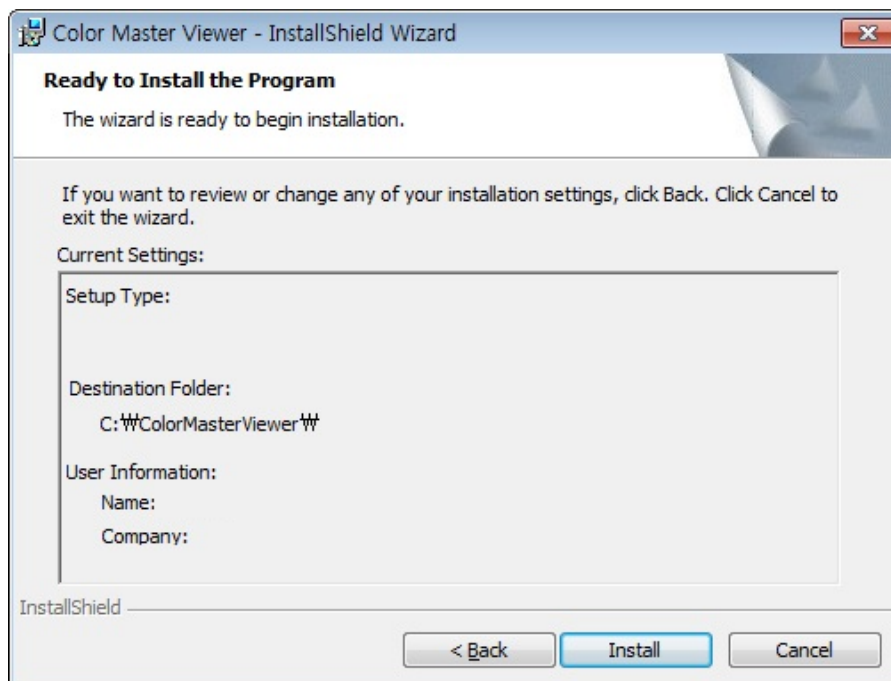 Color Master Viewer - InstallShield Wizard
Ready to Install the Program
The wizard is ready to begin installation.
If you want to review or change any of your installation settings, click Back. Click Cancel to
exit the wizard.
Current Settings:
Setup Type:
Destination Folder:
C:₩ColorMasterViewer₩
User Information:
Name:
Company:
InstallShield
< Back
Install
Cancel